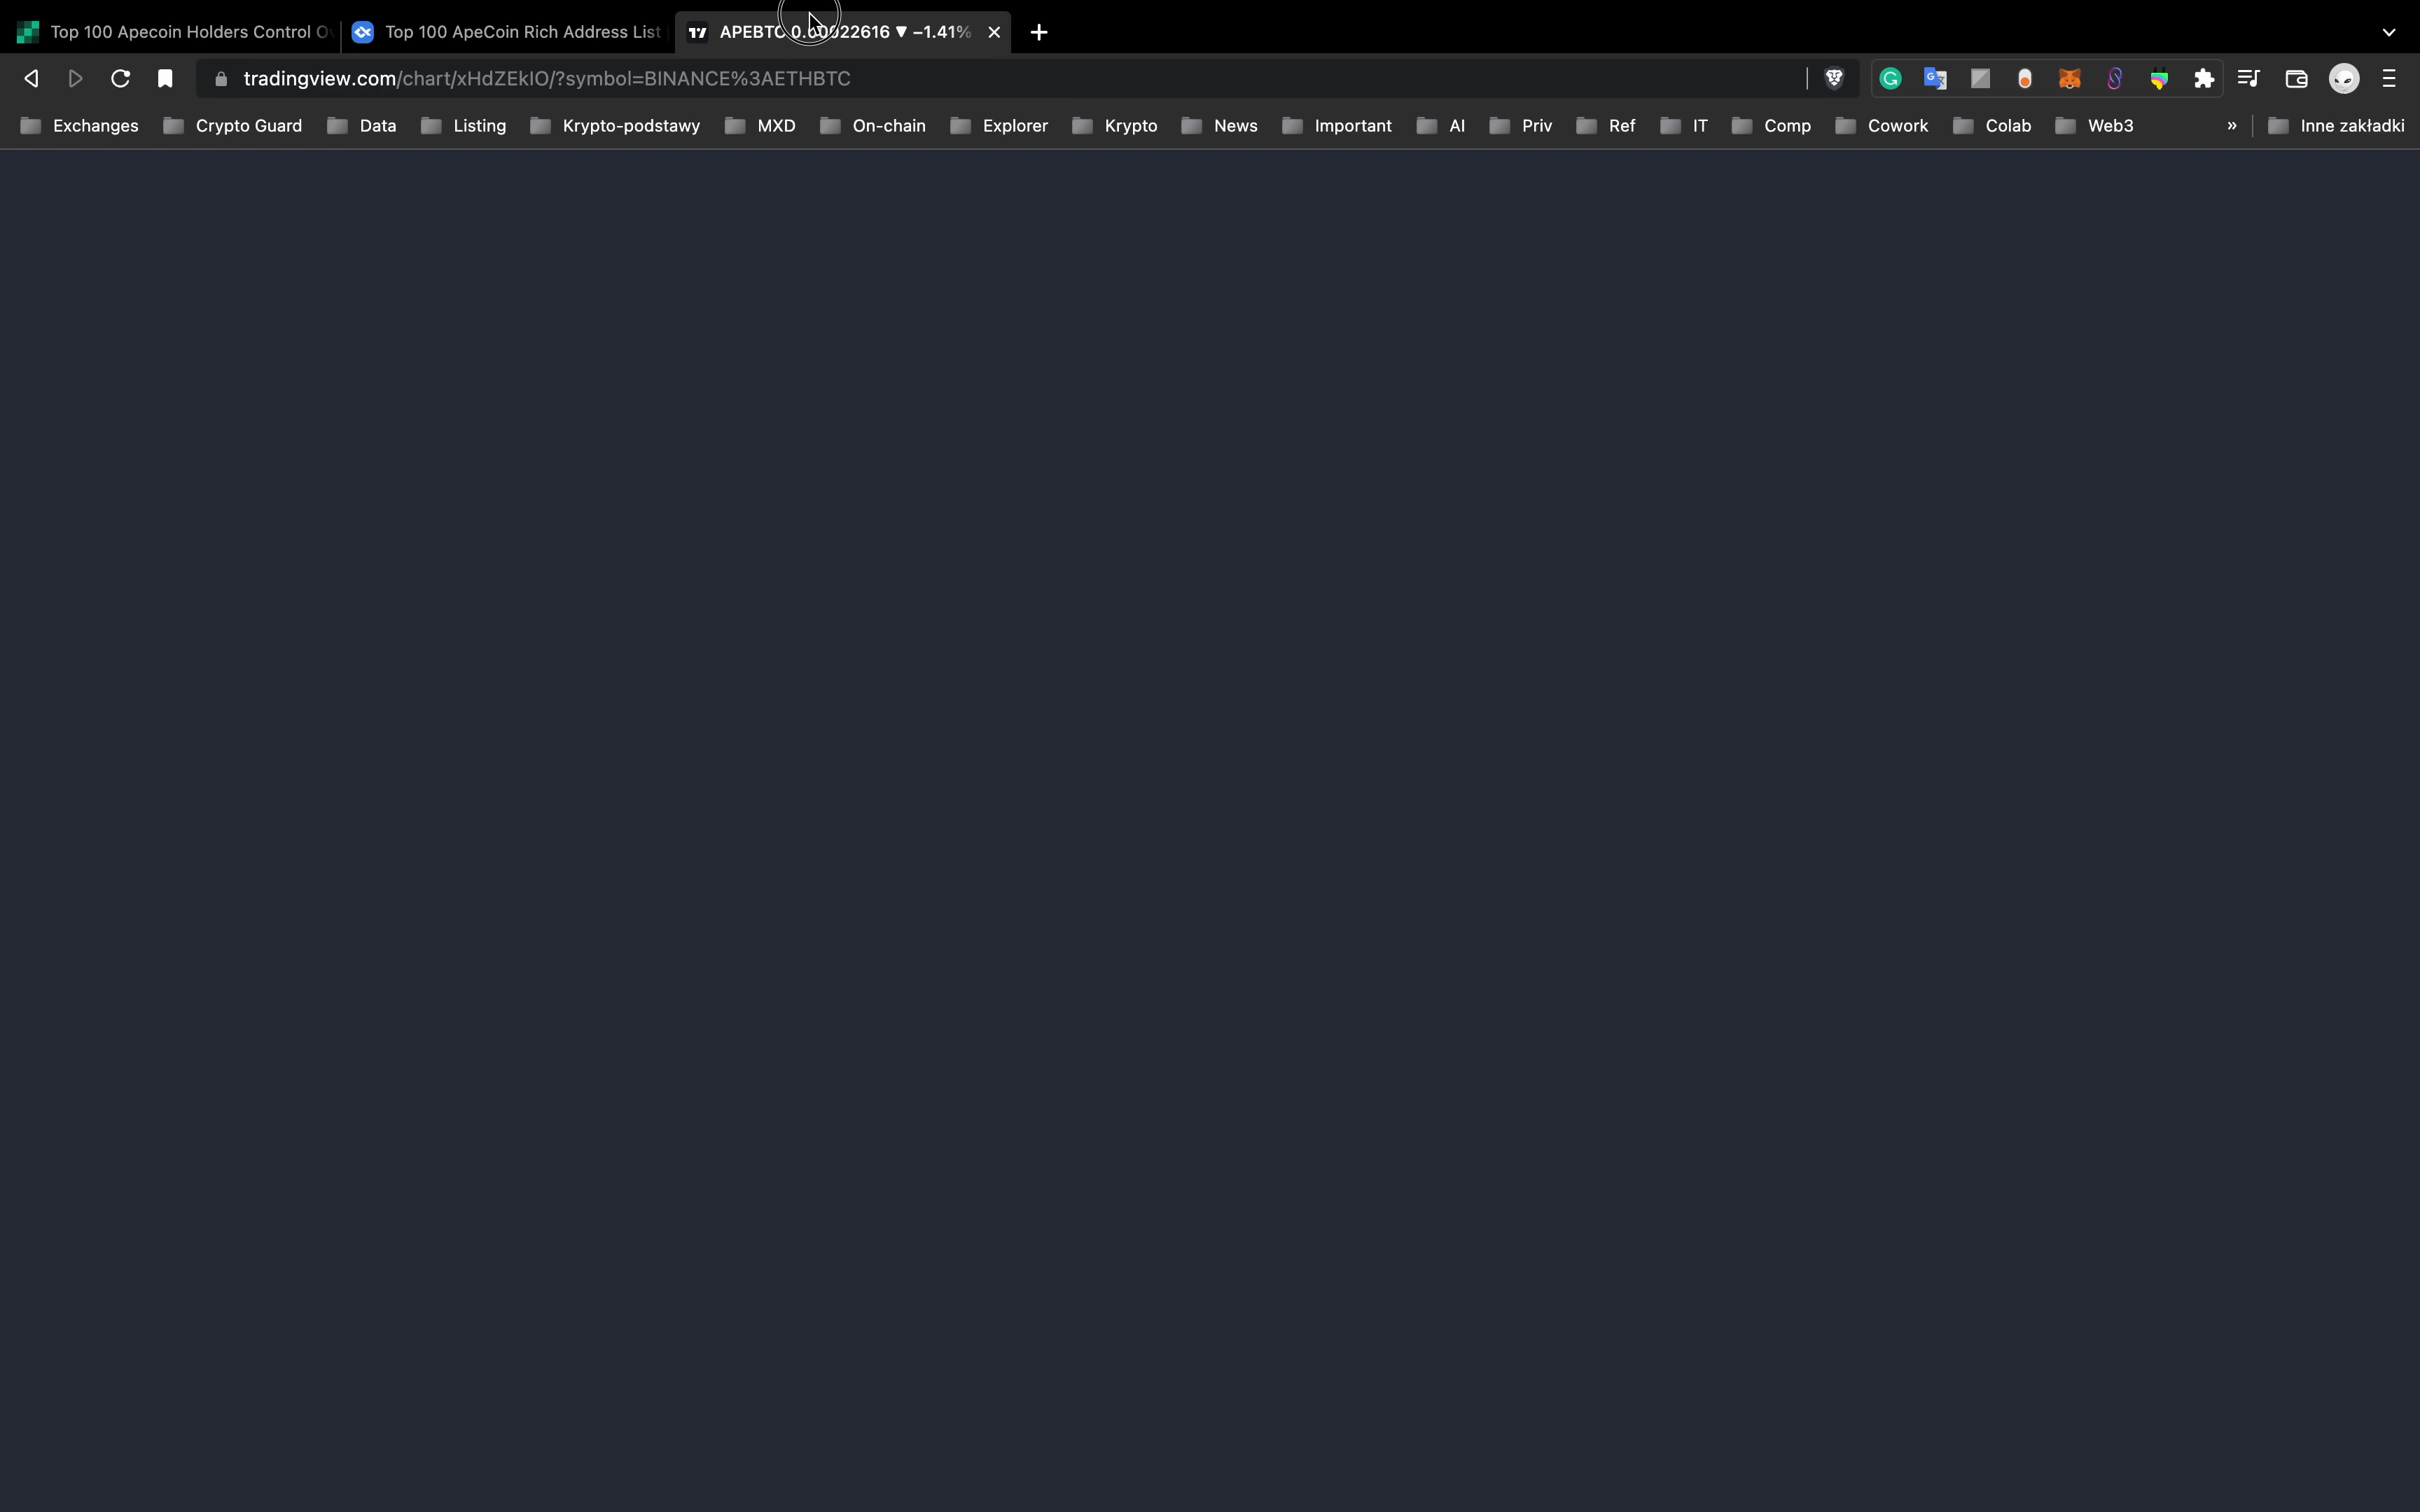 Top 100 Apecoin Holders Control Ov
Top 100 ApeCoin Rich Address List
APEBTC 0.00022616 ▼ −1.41%
tradingview.com/chart/xHdZEkIO/?symbol=BINANCE%3AETHBTC
Exchanges Crypto Guard Data Listing Krypto-podstawy MXD On-chain Explorer Krypto News Important AI Priv Ref IT Comp Cowork Colab Web3 » Inne zakładki